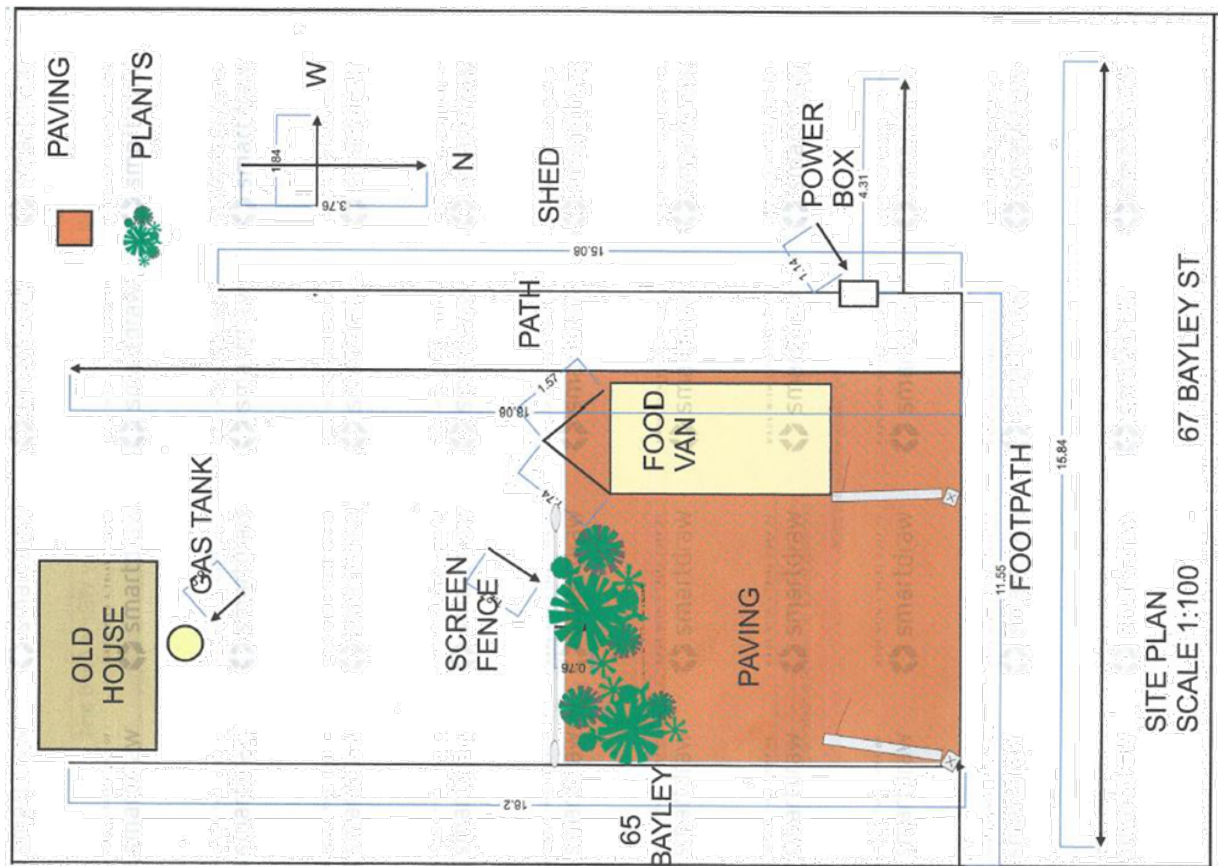 PAVING
PLANTS
W
N
1.84
3.76
SHED
15.08
POWER
BOX
4.31
1.14
PATH
18.08
1.57
FOOD
VAN
GAS TANK
OLD
HOUSE
SCREEN
FENCE
0.76
PAVING
FOOTPATH
11.55
15.84
18.2
65
BAYLEY
SITE PLAN
SCALE 1:100
67 BAYLEY ST
smartdraw